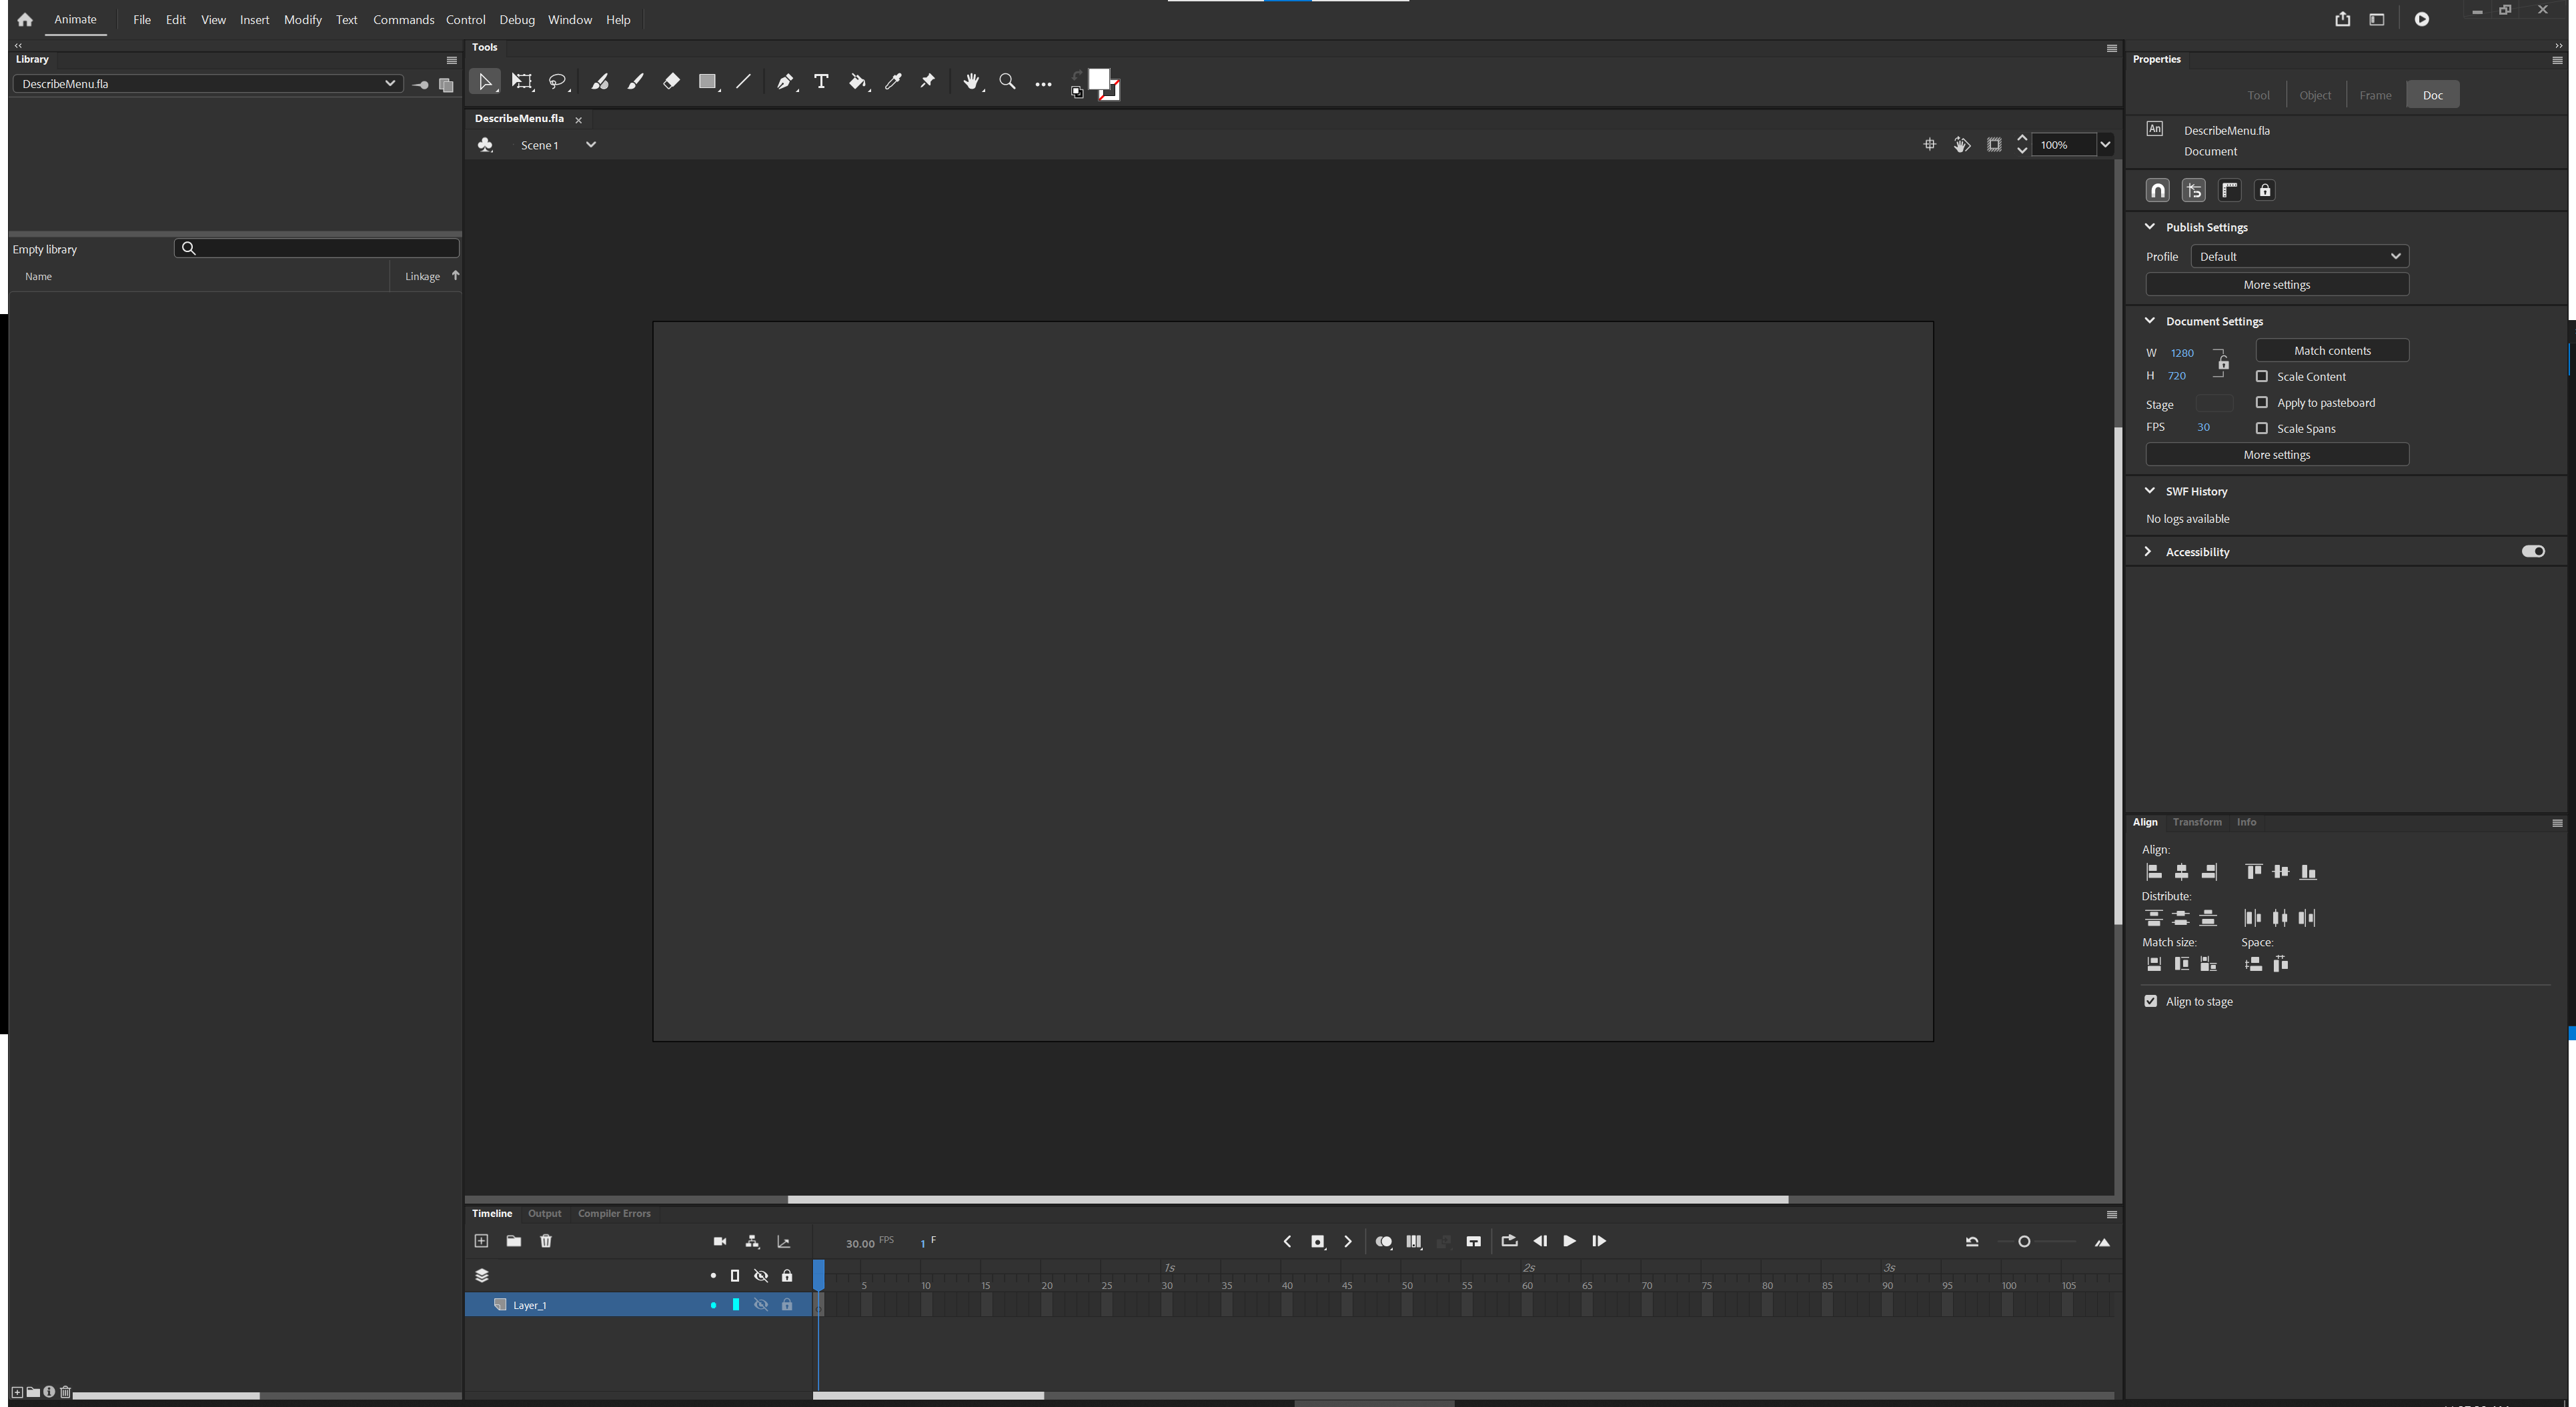 Animate File Edit View Insert Modify Text Commands Control Debug Window Help
Library
DescribeMenu.fla
Empty library
Name Linkage
Tools
T
DescribeMenu.fla
Scene 1
100%
Properties
Tool Object Frame Doc
An DescribeMenu.fla
Document
Publish Settings
Profile Default
More settings
Document Settings
W 1280 Match contents
H 720 Scale Content
Stage Apply to pasteboard
FPS 30 Scale Spans
More settings
SWF History
No logs available
Accessibility
Align Transform Info
Align:
Distribute:
Match size: Space:
Align to stage
Timeline Output Compiler Errors
30.00 FPS 1 F
1s 2s 3s
5 10 15 20 25 30 35 40 45 50 55 60 65 70 75 80 85 90 95 100 105
Layer_1